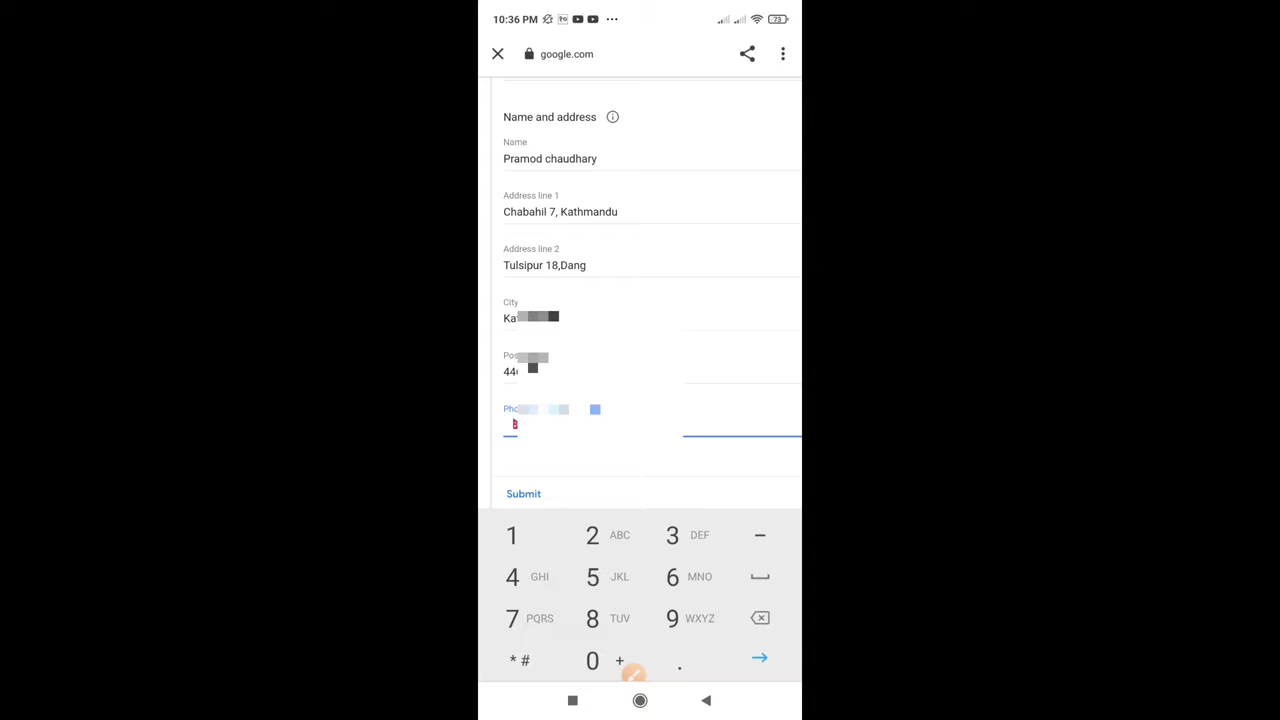 10:36 PM
73
google.com
Name and address
Name
Pramod chaudhary
Address line 1
Chabahil 7, Kathmandu
Address line 2
Tulsipur 18,Dang
City
Submit
1 2 ABC 3 DEF –
4 GHI 5 JKL 6 MNO
7 PQRS 8 TUV 9 WXYZ
* # 0 + .